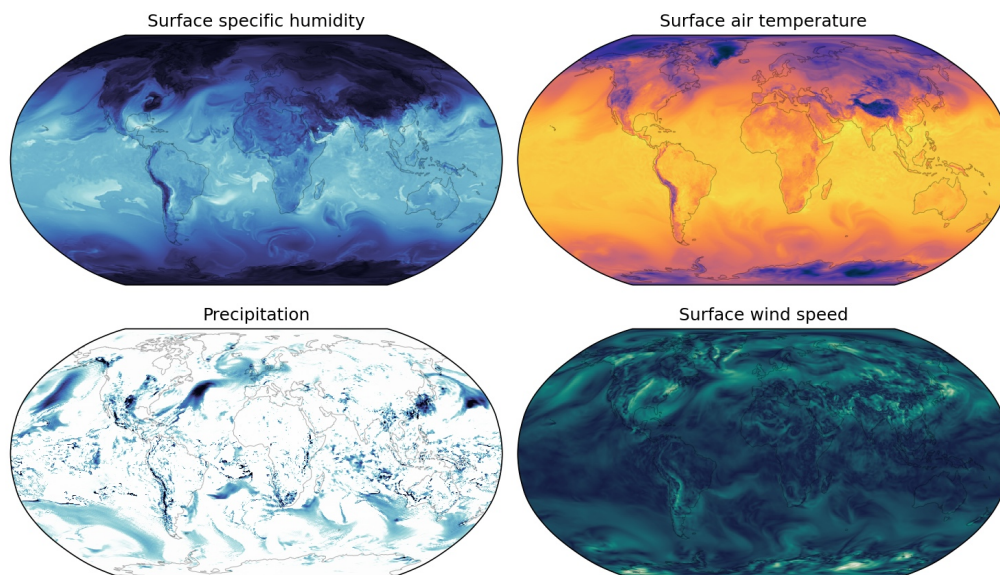 Surface specific humidity
Surface air temperature
Precipitation
Surface wind speed